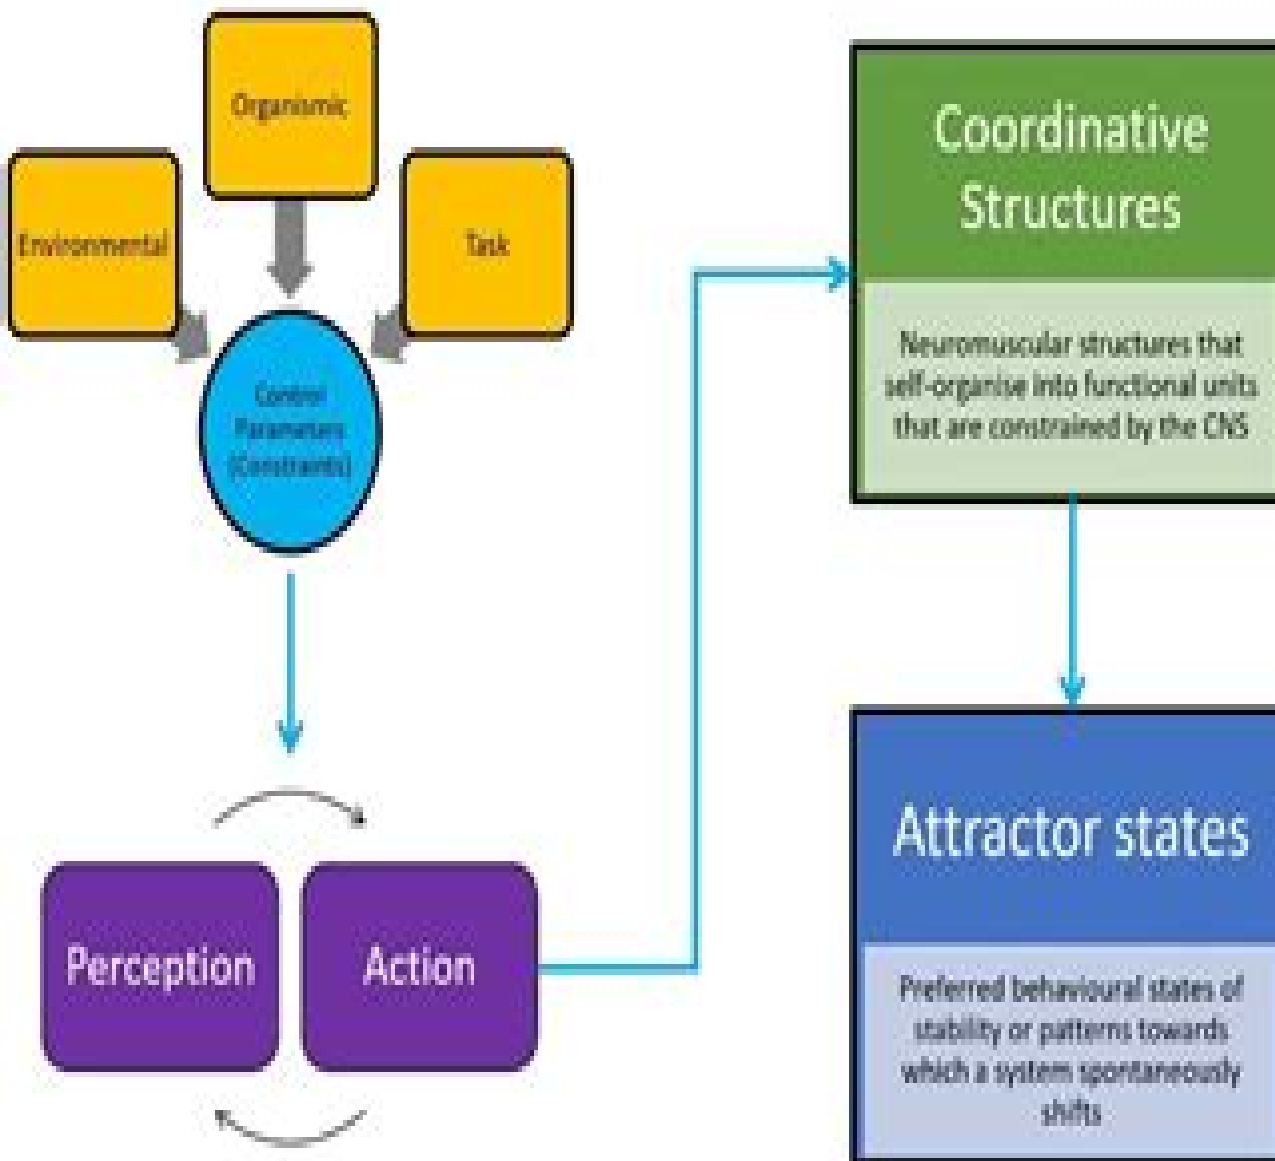 Organismic
Environmental
Task
Control
Parameters
(Constraints)
Perception
Action
Coordinative
Structures
Neuromuscular structures that
self-organise into functional units
that are constrained by the CNS
Attractor states
Preferred behavioural states of
stability or patterns towards
which a system spontaneously
shifts